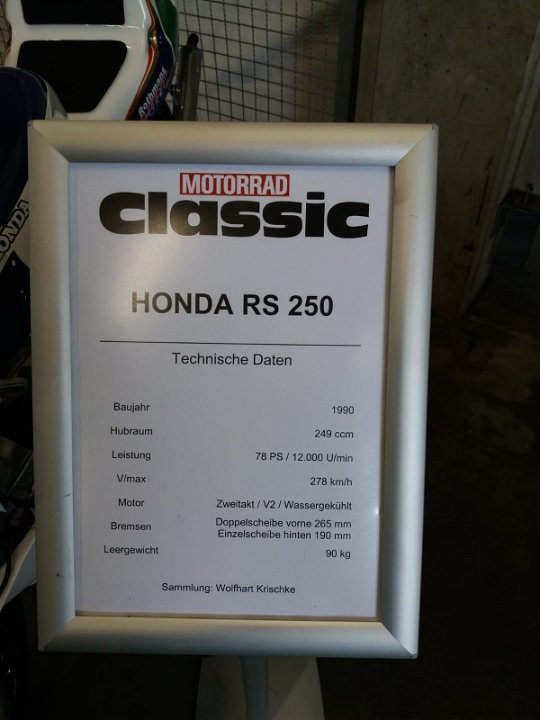 Rothmans
HONDA
MOTORRAD
Classic
HONDA RS 250
Technische Daten
Baujahr 1990
Hubraum 249 ccm
Leistung 78 PS / 12.000 U/min
V/max 278 km/h
Motor Zweitakt / V2 / Wassergekühlt
Bremsen Doppelscheibe vorne 265 mm
Einzelscheibe hinten 190 mm
Leergewicht 90 kg
Sammlung: Wolfhart Krischke